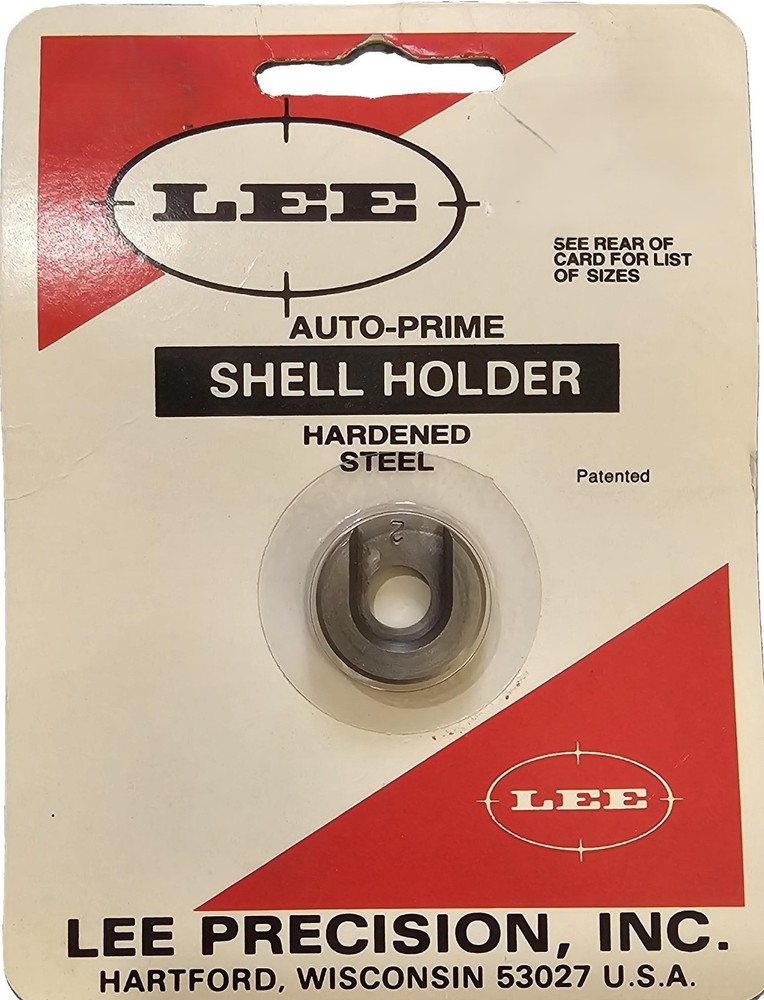 LEE
SEE REAR OF
CARD FOR LIST
OF SIZES
AUTO-PRIME
SHELL HOLDER
HARDENED
STEEL
Patented
2
LEE
LEE PRECISION, INC.
HARTFORD, WISCONSIN 53027 U.S.A.